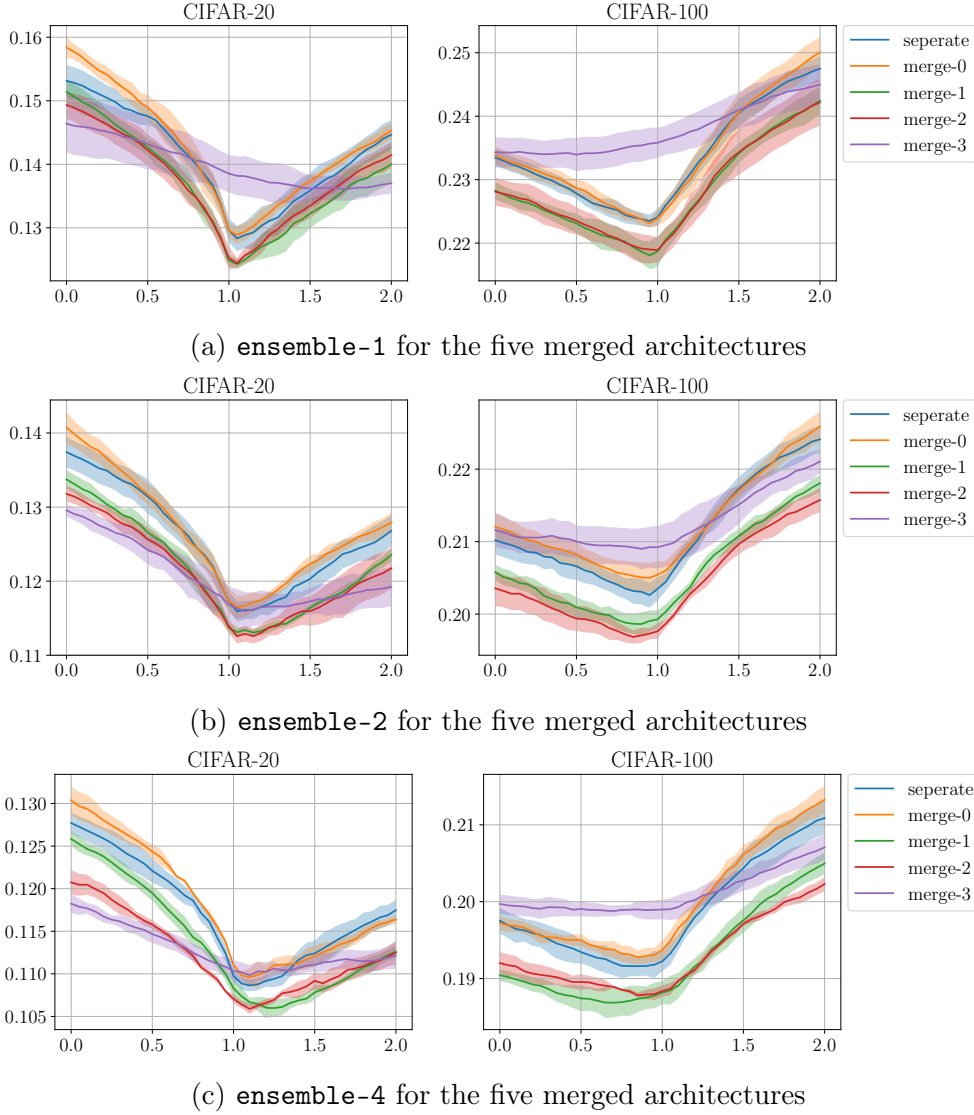 CIFAR-20
0.16
0.15
0.14
0.13
0.0 0.5 1.0 1.5 2.0
CIFAR-100
0.25
0.24
0.23
0.22
0.0 0.5 1.0 1.5 2.0
seperate
merge-0
merge-1
merge-2
merge-3
(a) ensemble-1 for the five merged architectures
CIFAR-20
0.14
0.13
0.12
0.11
0.0 0.5 1.0 1.5 2.0
CIFAR-100
0.22
0.21
0.20
0.0 0.5 1.0 1.5 2.0
seperate
merge-0
merge-1
merge-2
merge-3
(b) ensemble-2 for the five merged architectures
CIFAR-20
0.130
0.125
0.120
0.115
0.110
0.105
0.0 0.5 1.0 1.5 2.0
CIFAR-100
0.21
0.20
0.19
0.0 0.5 1.0 1.5 2.0
seperate
merge-0
merge-1
merge-2
merge-3
(c) ensemble-4 for the five merged architectures